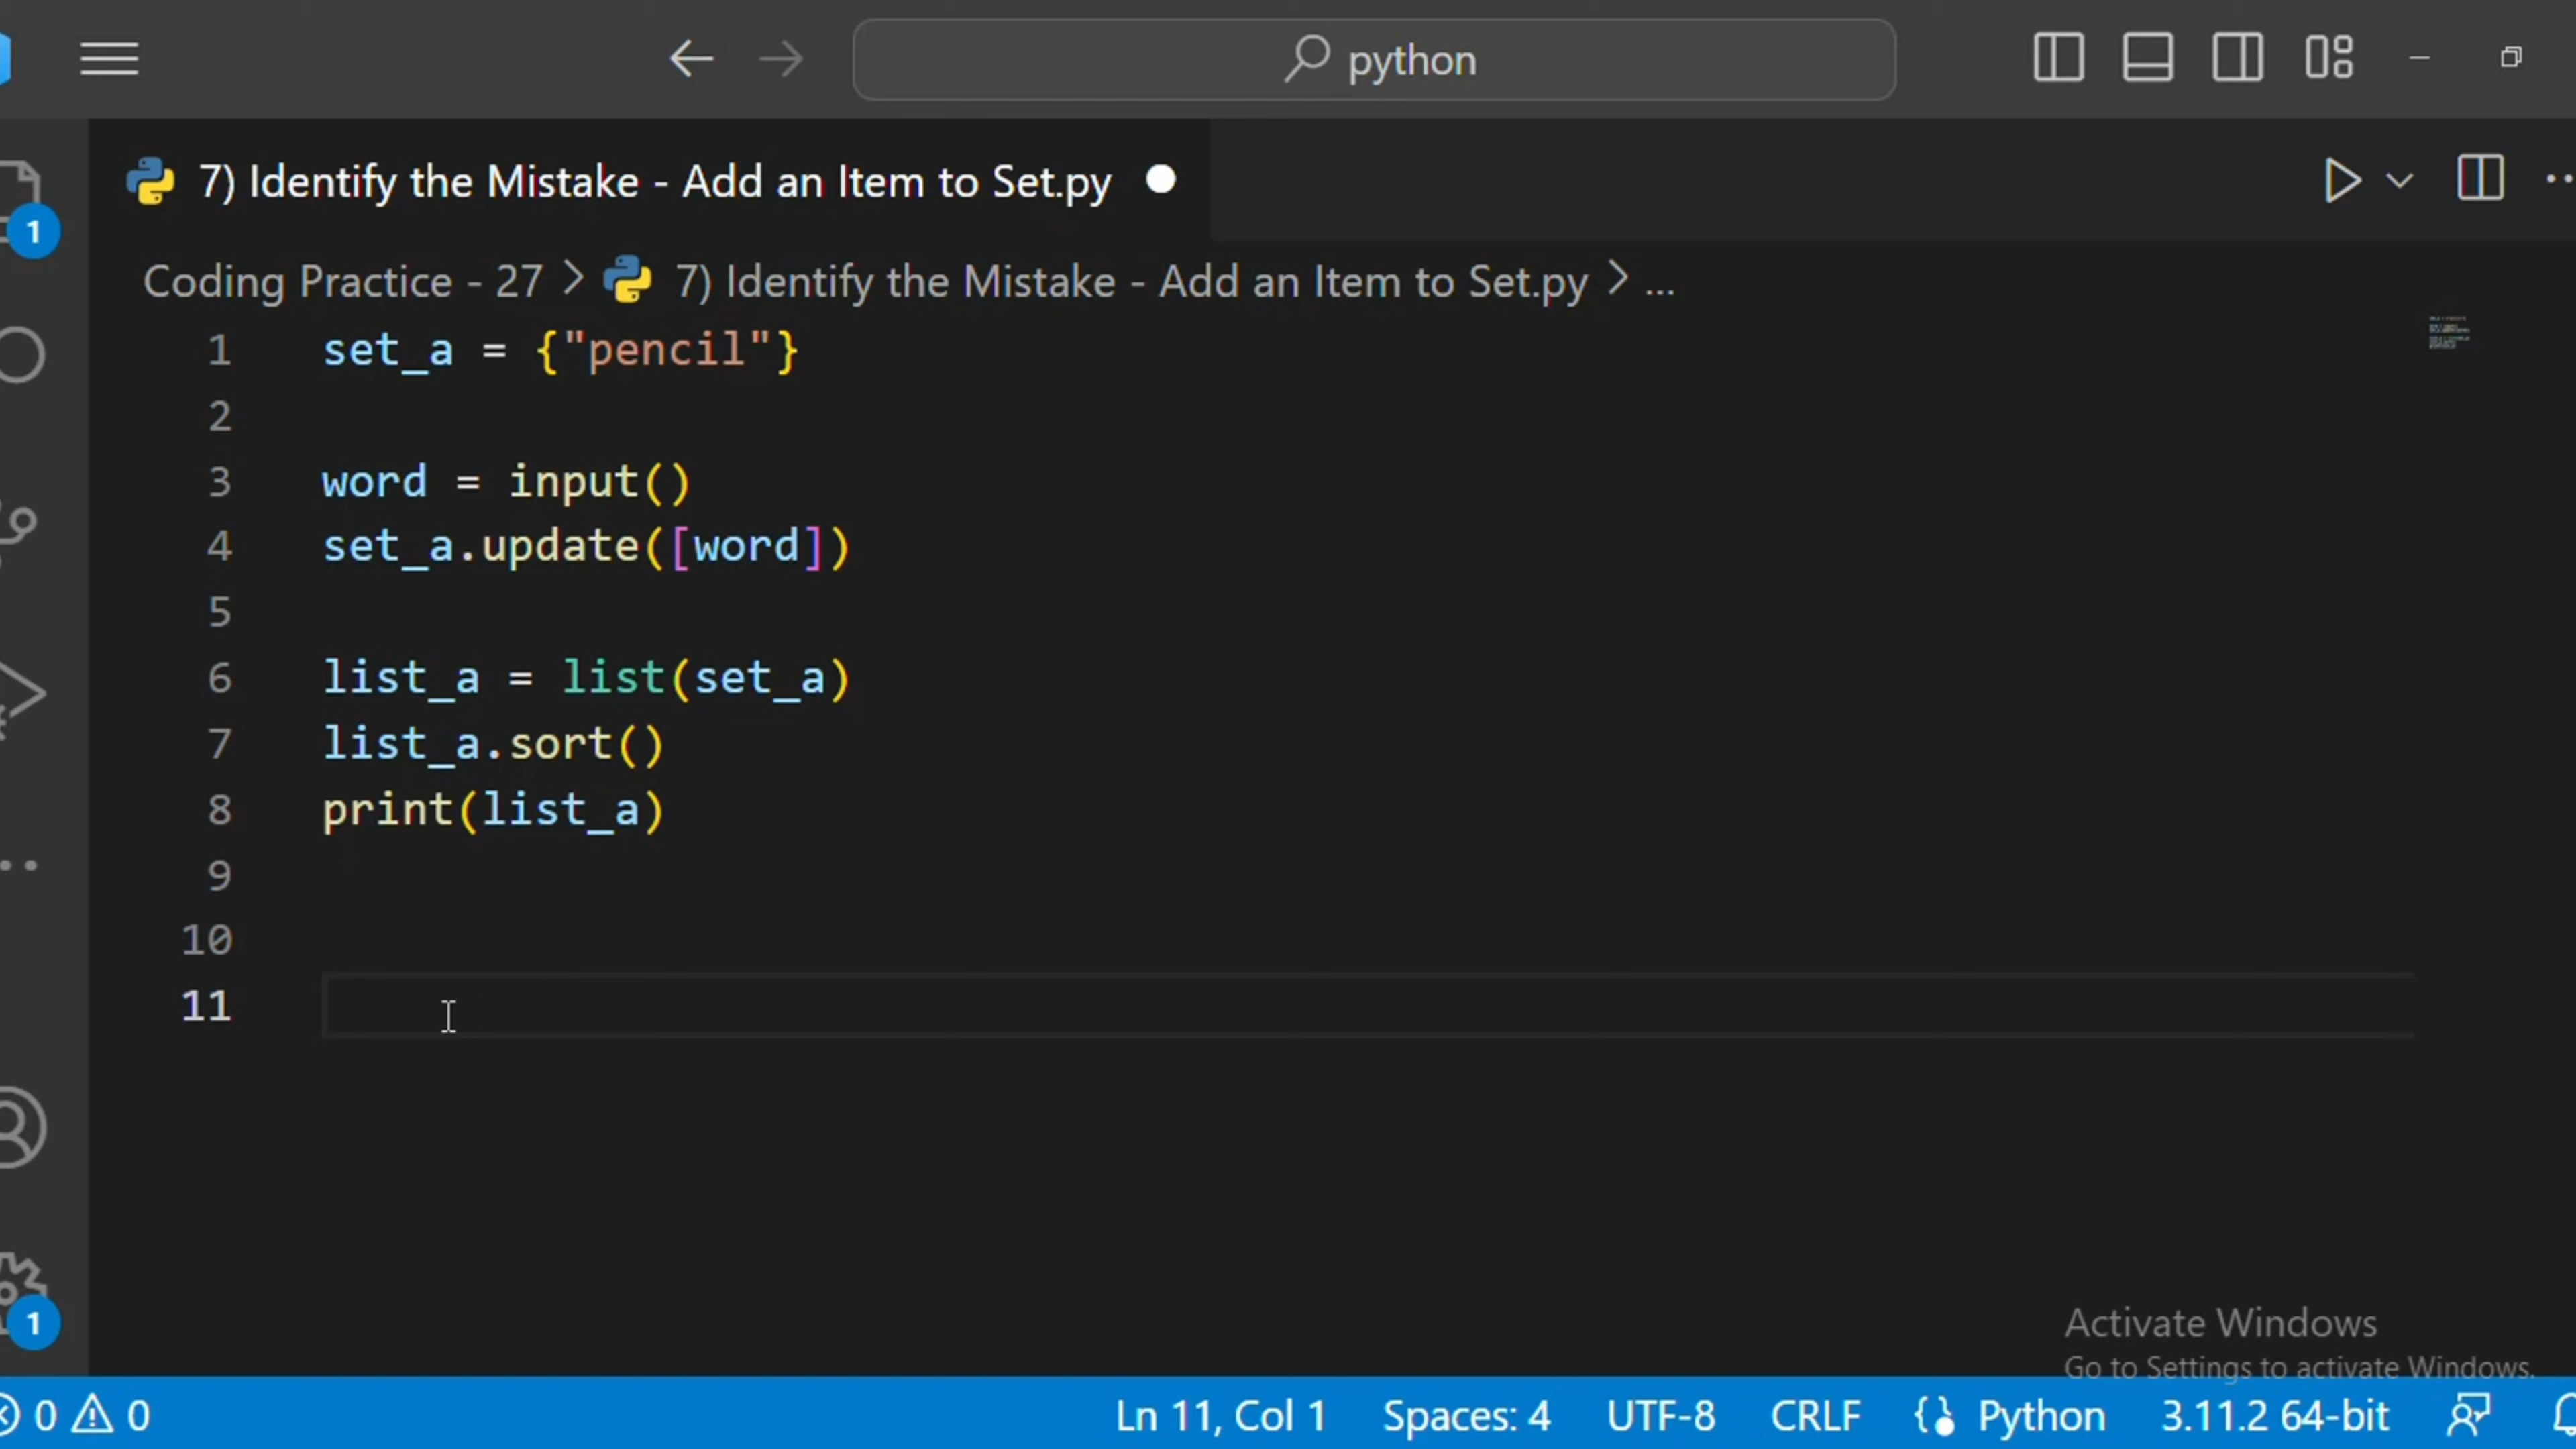 python
7) Identify the Mistake - Add an Item to Set.py
1
Coding Practice - 27 > 7) Identify the Mistake - Add an Item to Set.py > ...
1 set_a = {"pencil"}
2
3 word = input()
4 set_a.update([word])
5
6 list_a = list(set_a)
7 list_a.sort()
8 print(list_a)
9
10
11
1
Activate Windows
Go to Settings to activate Windows.
0 0 Ln 11, Col 1 Spaces: 4 UTF-8 CRLF {} Python 3.11.2 64-bit